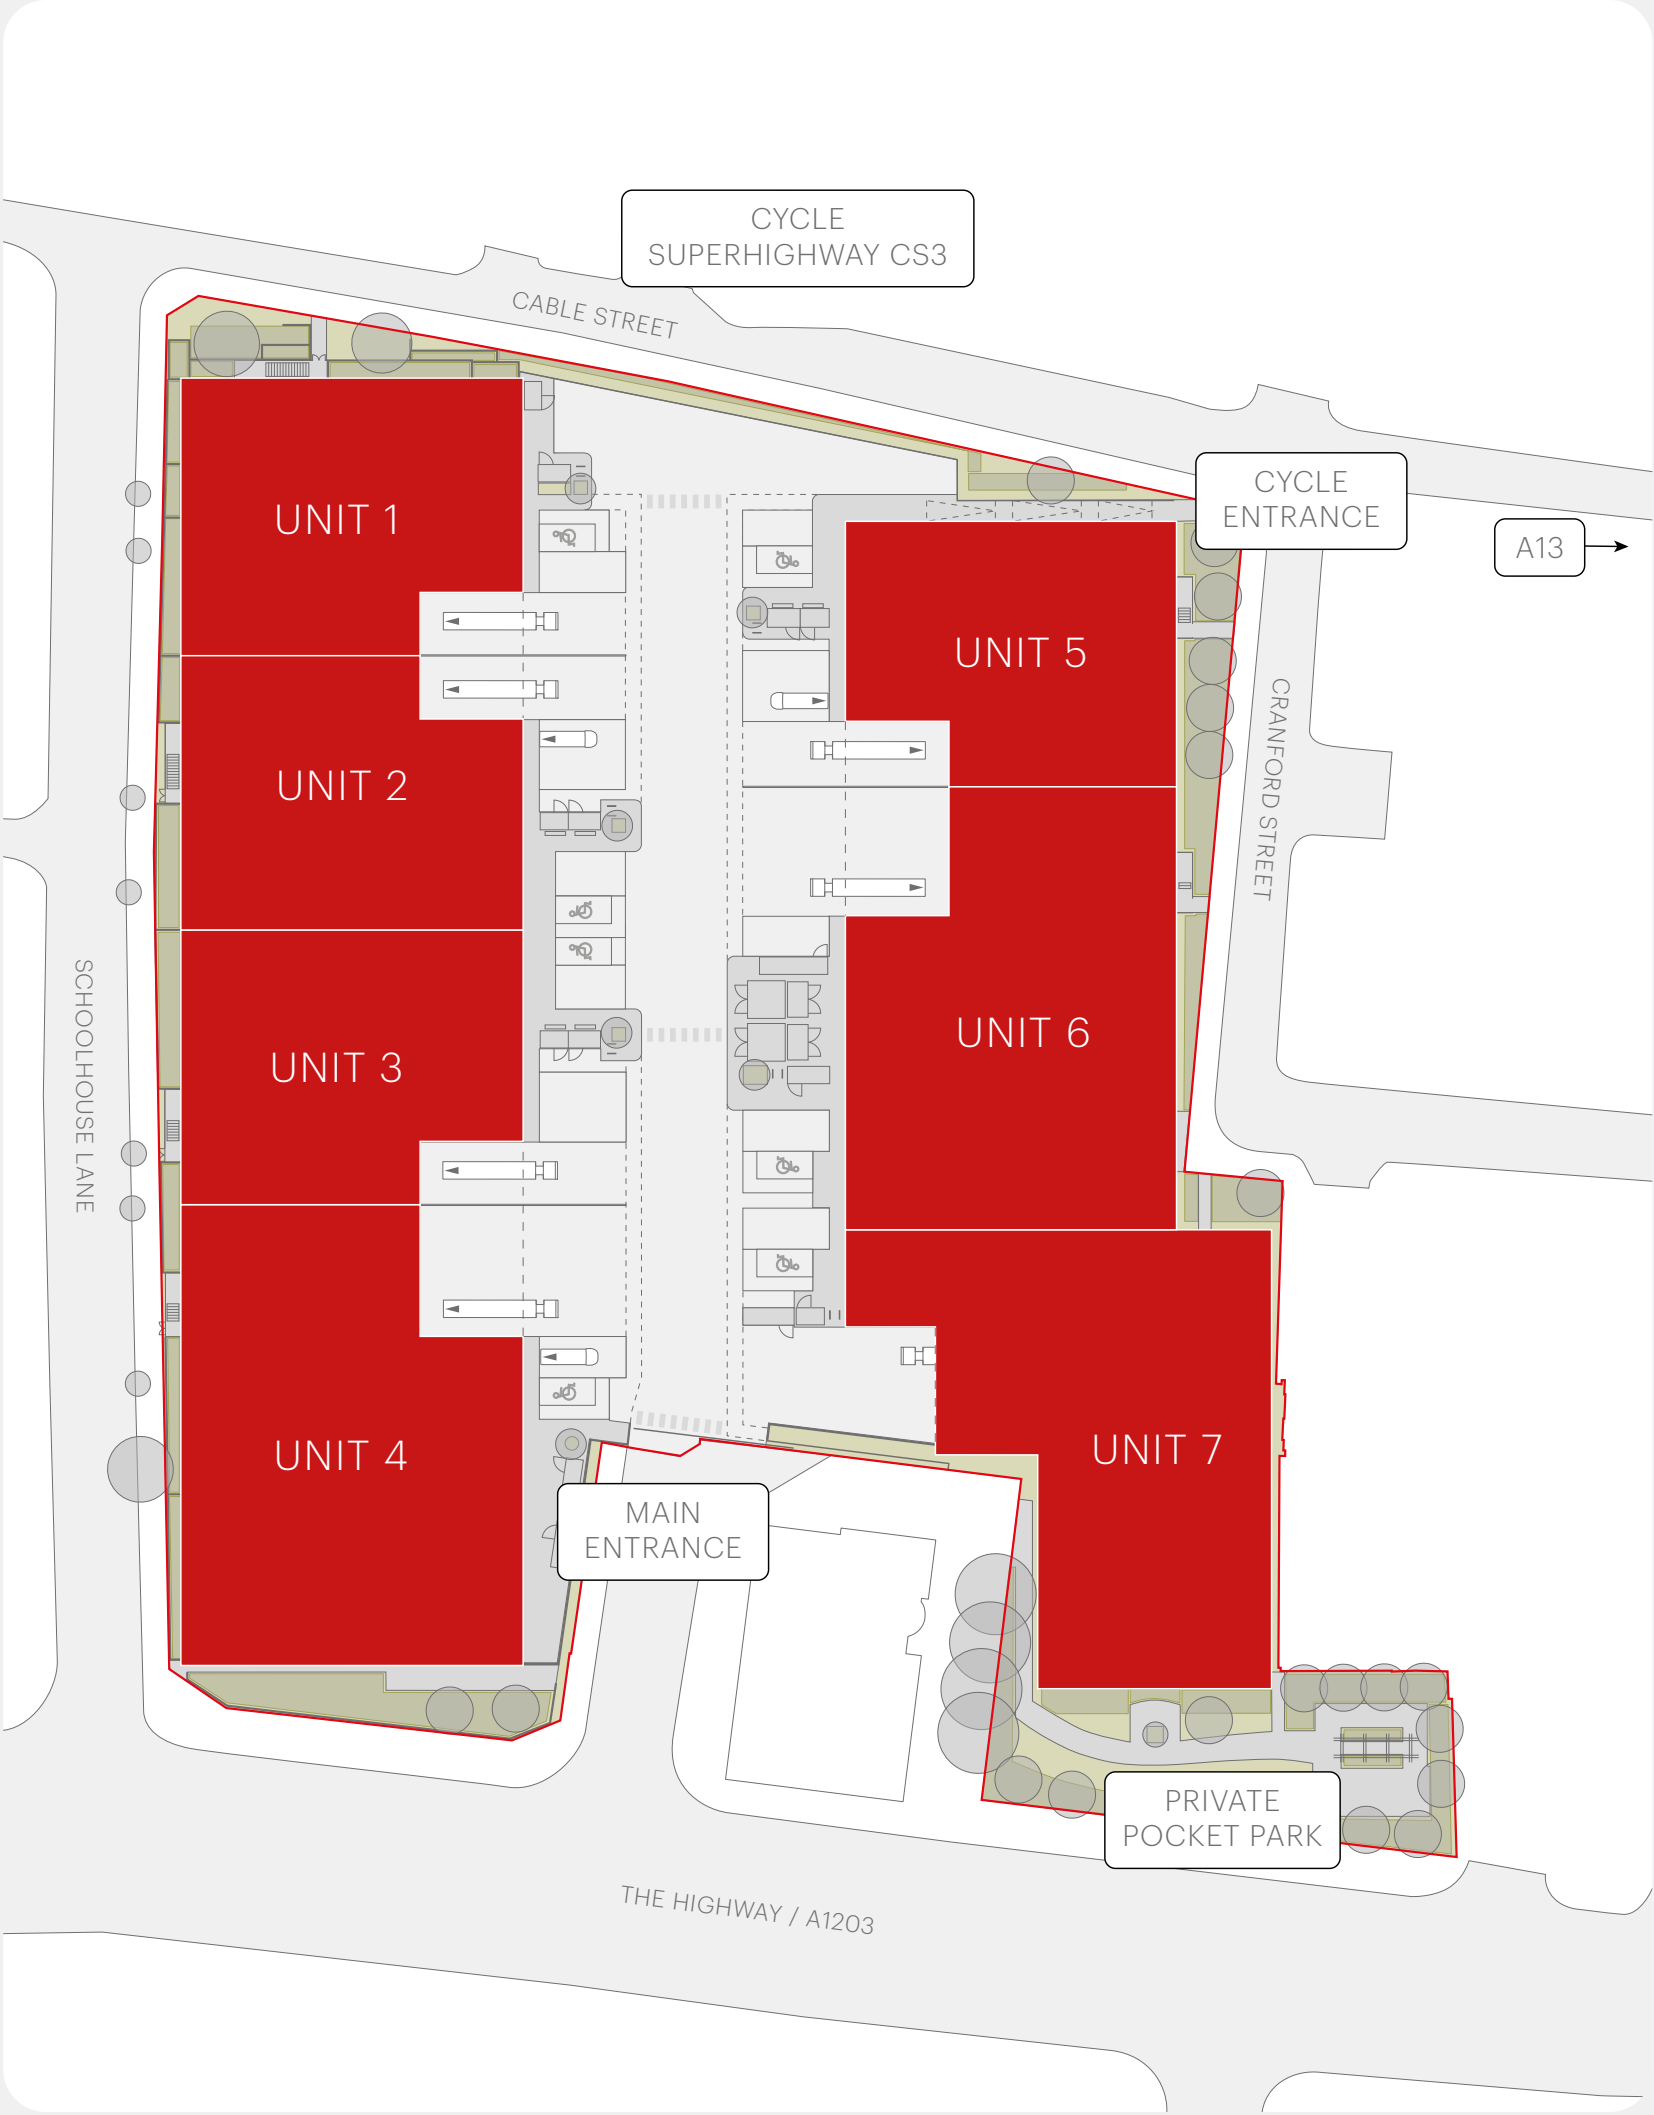 CYCLE
SUPERHIGHWAY CS3
CABLE STREET
CYCLE
ENTRANCE
A13
UNIT 1
UNIT 5
UNIT 2
CRANFORD STREET
SCHOOLHOUSE LANE
UNIT 3
UNIT 6
UNIT 4
UNIT 7
MAIN
ENTRANCE
PRIVATE
POCKET PARK
THE HIGHWAY / A1203